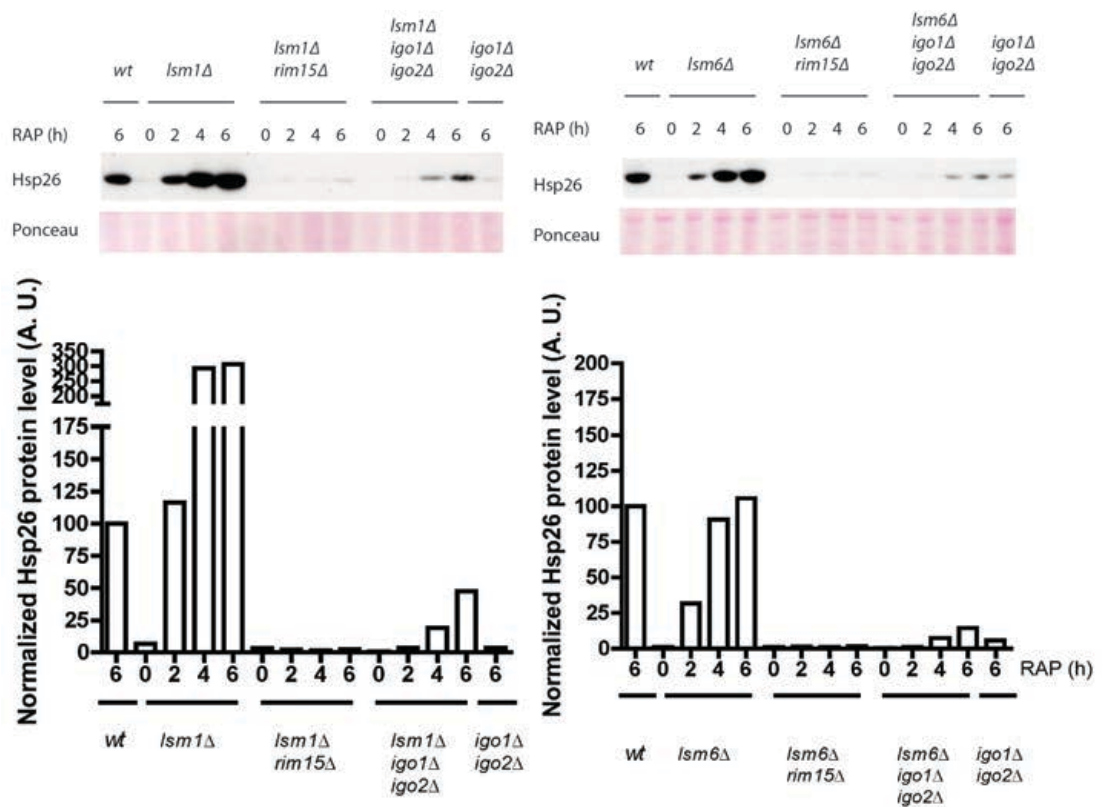 lsm1Δ
lsm1Δ igo1Δ igo1Δ
wt lsm1Δ rim15Δ igo2Δ igo2Δ
RAP (h) 6 0 2 4 6 0 2 4 6 0 2 4 6 6
Hsp26
Ponceau
lsm6Δ
lsm6Δ igo1Δ igo1Δ
wt lsm6Δ rim15Δ igo2Δ igo2Δ
RAP (h) 6 0 2 4 6 0 2 4 6 0 2 4 6 6
Hsp26
Ponceau
Normalized Hsp26 protein level (A. U.)
350
300
250
200
175
150
125
100
75
50
25
0
6 0 2 4 6 0 2 4 6 0 2 4 6 6
wt lsm1Δ lsm1Δ lsm1Δ igo1Δ
rim15Δ igo1Δ igo2Δ
igo2Δ
Normalized Hsp26 protein level (A. U.)
200
175
150
125
100
75
50
25
0
6 0 2 4 6 0 2 4 6 0 2 4 6 6 RAP (h)
wt lsm6Δ lsm6Δ lsm6Δ igo1Δ
rim15Δ igo1Δ igo2Δ
igo2Δ